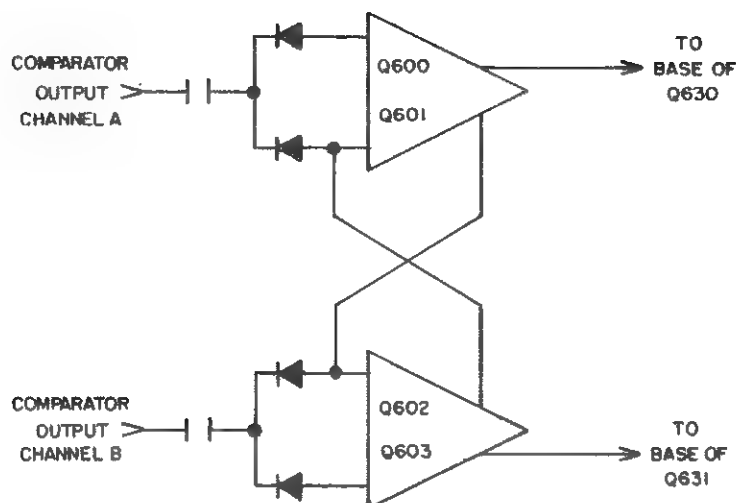 COMPARATOR
OUTPUT
CHANNEL A
Q600
Q601
TO
BASE OF
Q630
COMPARATOR
OUTPUT
CHANNEL B
Q602
Q603
TO
BASE OF
Q631